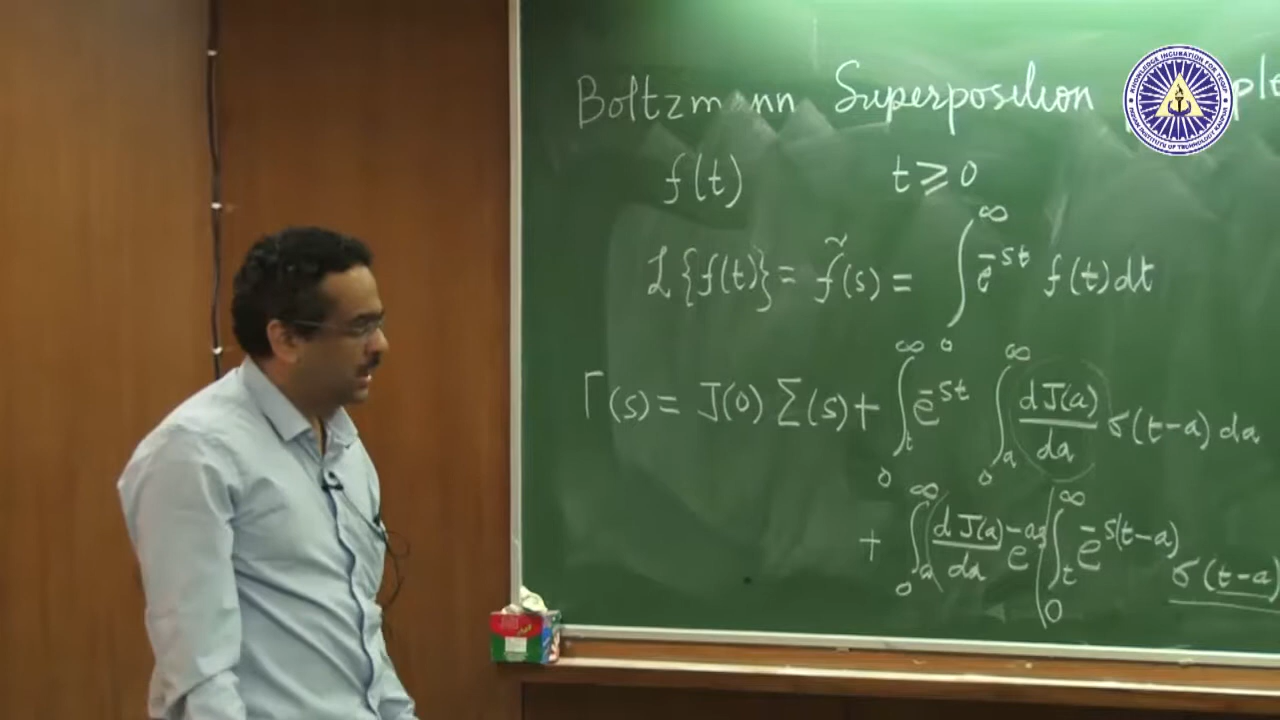 Boltzmann Superposition
f(t) t ≥ 0
ℒ{f(t)} = f̃(s) = ∫₀^∞ e^{-st} f(t) dt
Γ(s) = J(0) Σ(s) + ∫₀^∞ₜ e^{-st} ∫₀^∞ₐ dJ(a)/da σ(t-a) da
+ ∫₀^∞ₐ (dJ(a)/da e^{-as} ∫₀^∞ₜ e^{-s(t-a)} σ(t-a)